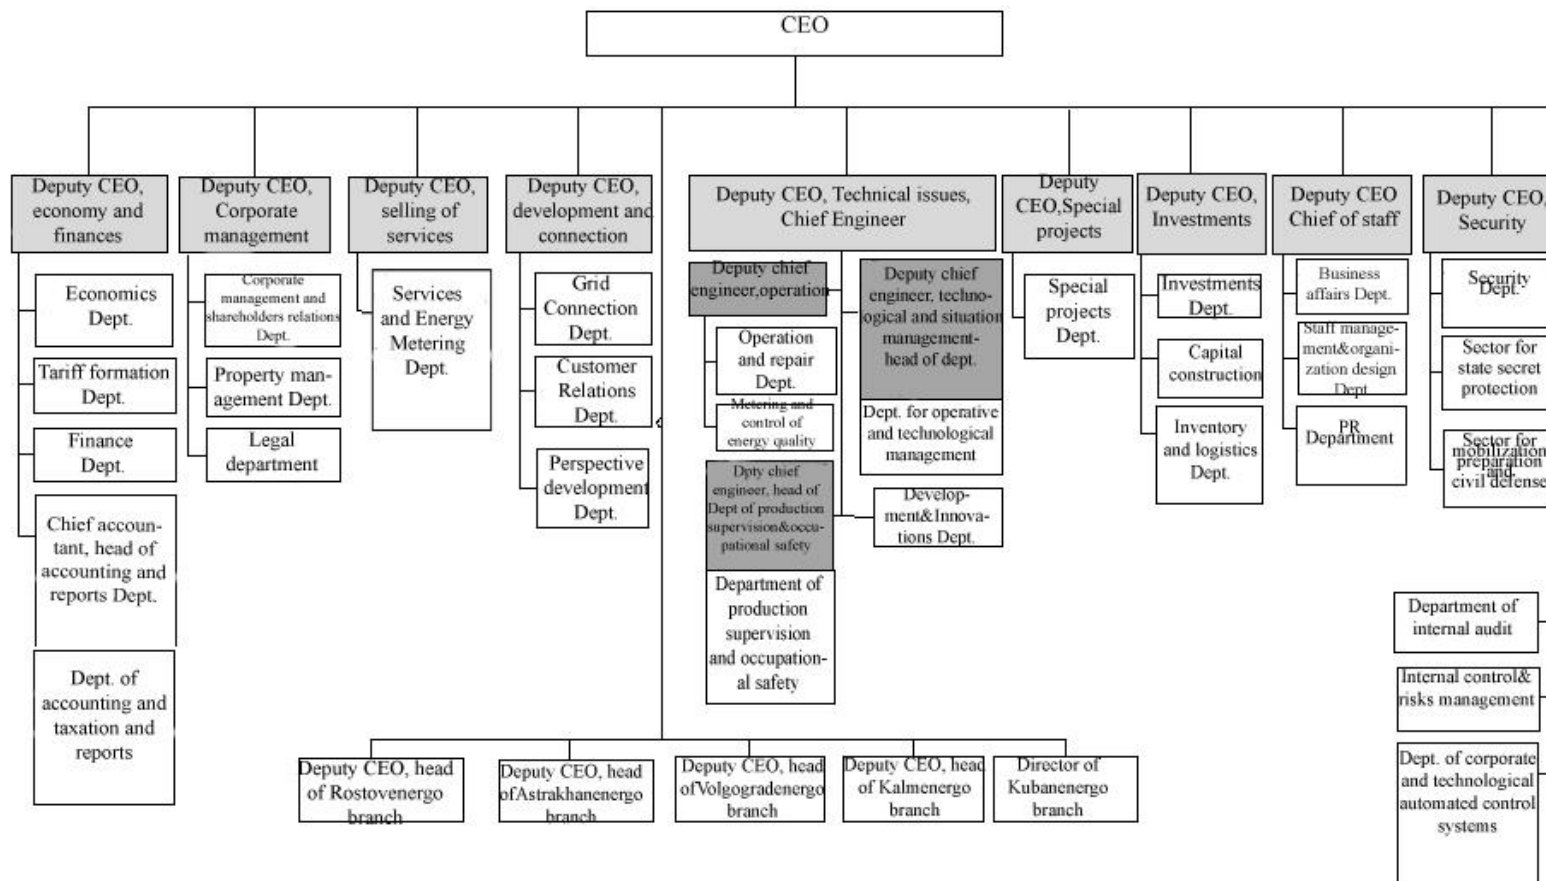 CEO
Deputy CEO,
economy and
finances
Economics
Dept.
Tariff formation
Dept.
Finance
Dept.
Chief accoun-
tant, head of
accounting and
reports Dept.
Dept. of
accounting and
taxation and
reports
Deputy CEO,
Corporate
management
Corporate
management and
shareholders relations
Dept.
Property man-
agement Dept.
Legal
department
Deputy CEO,
selling of
services
Services
and Energy
Metering
Dept.
Deputy CEO,
development and
connection
Grid
Connection
Dept.
Customer
Relations
Dept.
Perspective
development
Dept.
Deputy CEO, Technical issues,
Chief Engineer
Deputy chief
engineer,operation
Operation
and repair
Dept.
Metering and
control of
energy quality
Dpty chief
engineer, head of
Dept of production
supervision&occu-
pational safety
Department of
production
supervision
and occupation-
al safety
Deputy chief
engineer, techno-
ogical and situation
management-
head of dept.
Dept. for operative
and technological
management
Develop-
ment&Innova-
tions Dept.
Deputy
CEO,Special
projects
Special
projects
Dept.
Deputy CEO,
Investments
Investments
Dept.
Capital
construction
Inventory
and logistics
Dept.
Deputy CEO
Chief of staff
Business
affairs Dept.
Staff manage-
ment&organi-
zation design
Dept
PR
Department
Deputy CEO,
Security
Security
Dept.
Sector for
state secret
protection
Sector for
mobilization
preparation
and
civil defense
Department of
internal audit
Internal control&
risks management
Dept. of corporate
and technological
automated control
systems
Deputy CEO, head
of Rostovenergo
branch
Deputy CEO, head
ofAstrakhanenergo
branch
Deputy CEO, head
ofVolgogradenergo
branch
Deputy CEO, head
of Kalmenergo
branch
Director of
Kubanenergo
branch